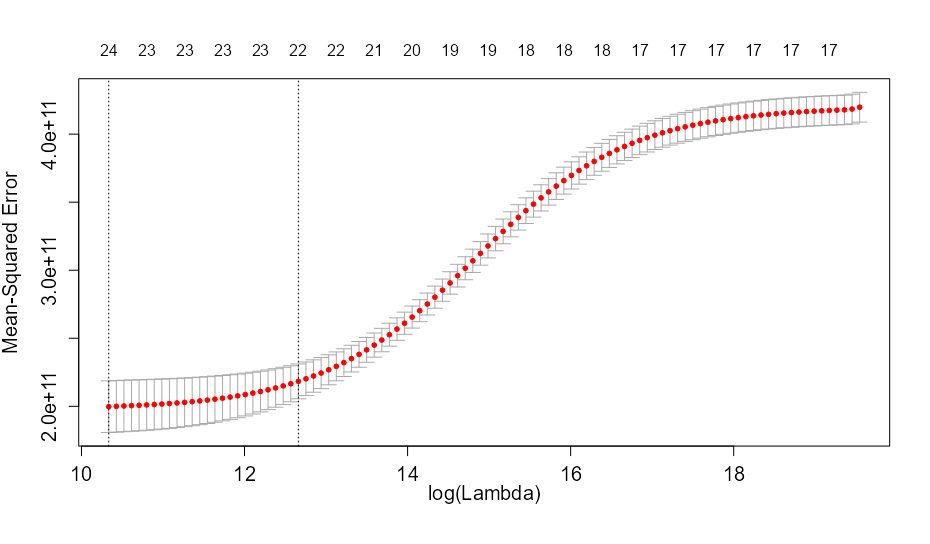 24 23 23 23 23 22 22 21 20 19 19 18 18 18 17 17 17 17 17 17
4.0e+11
3.0e+11
2.0e+11
Mean-Squared Error
10 12 14 16 18
log(Lambda)